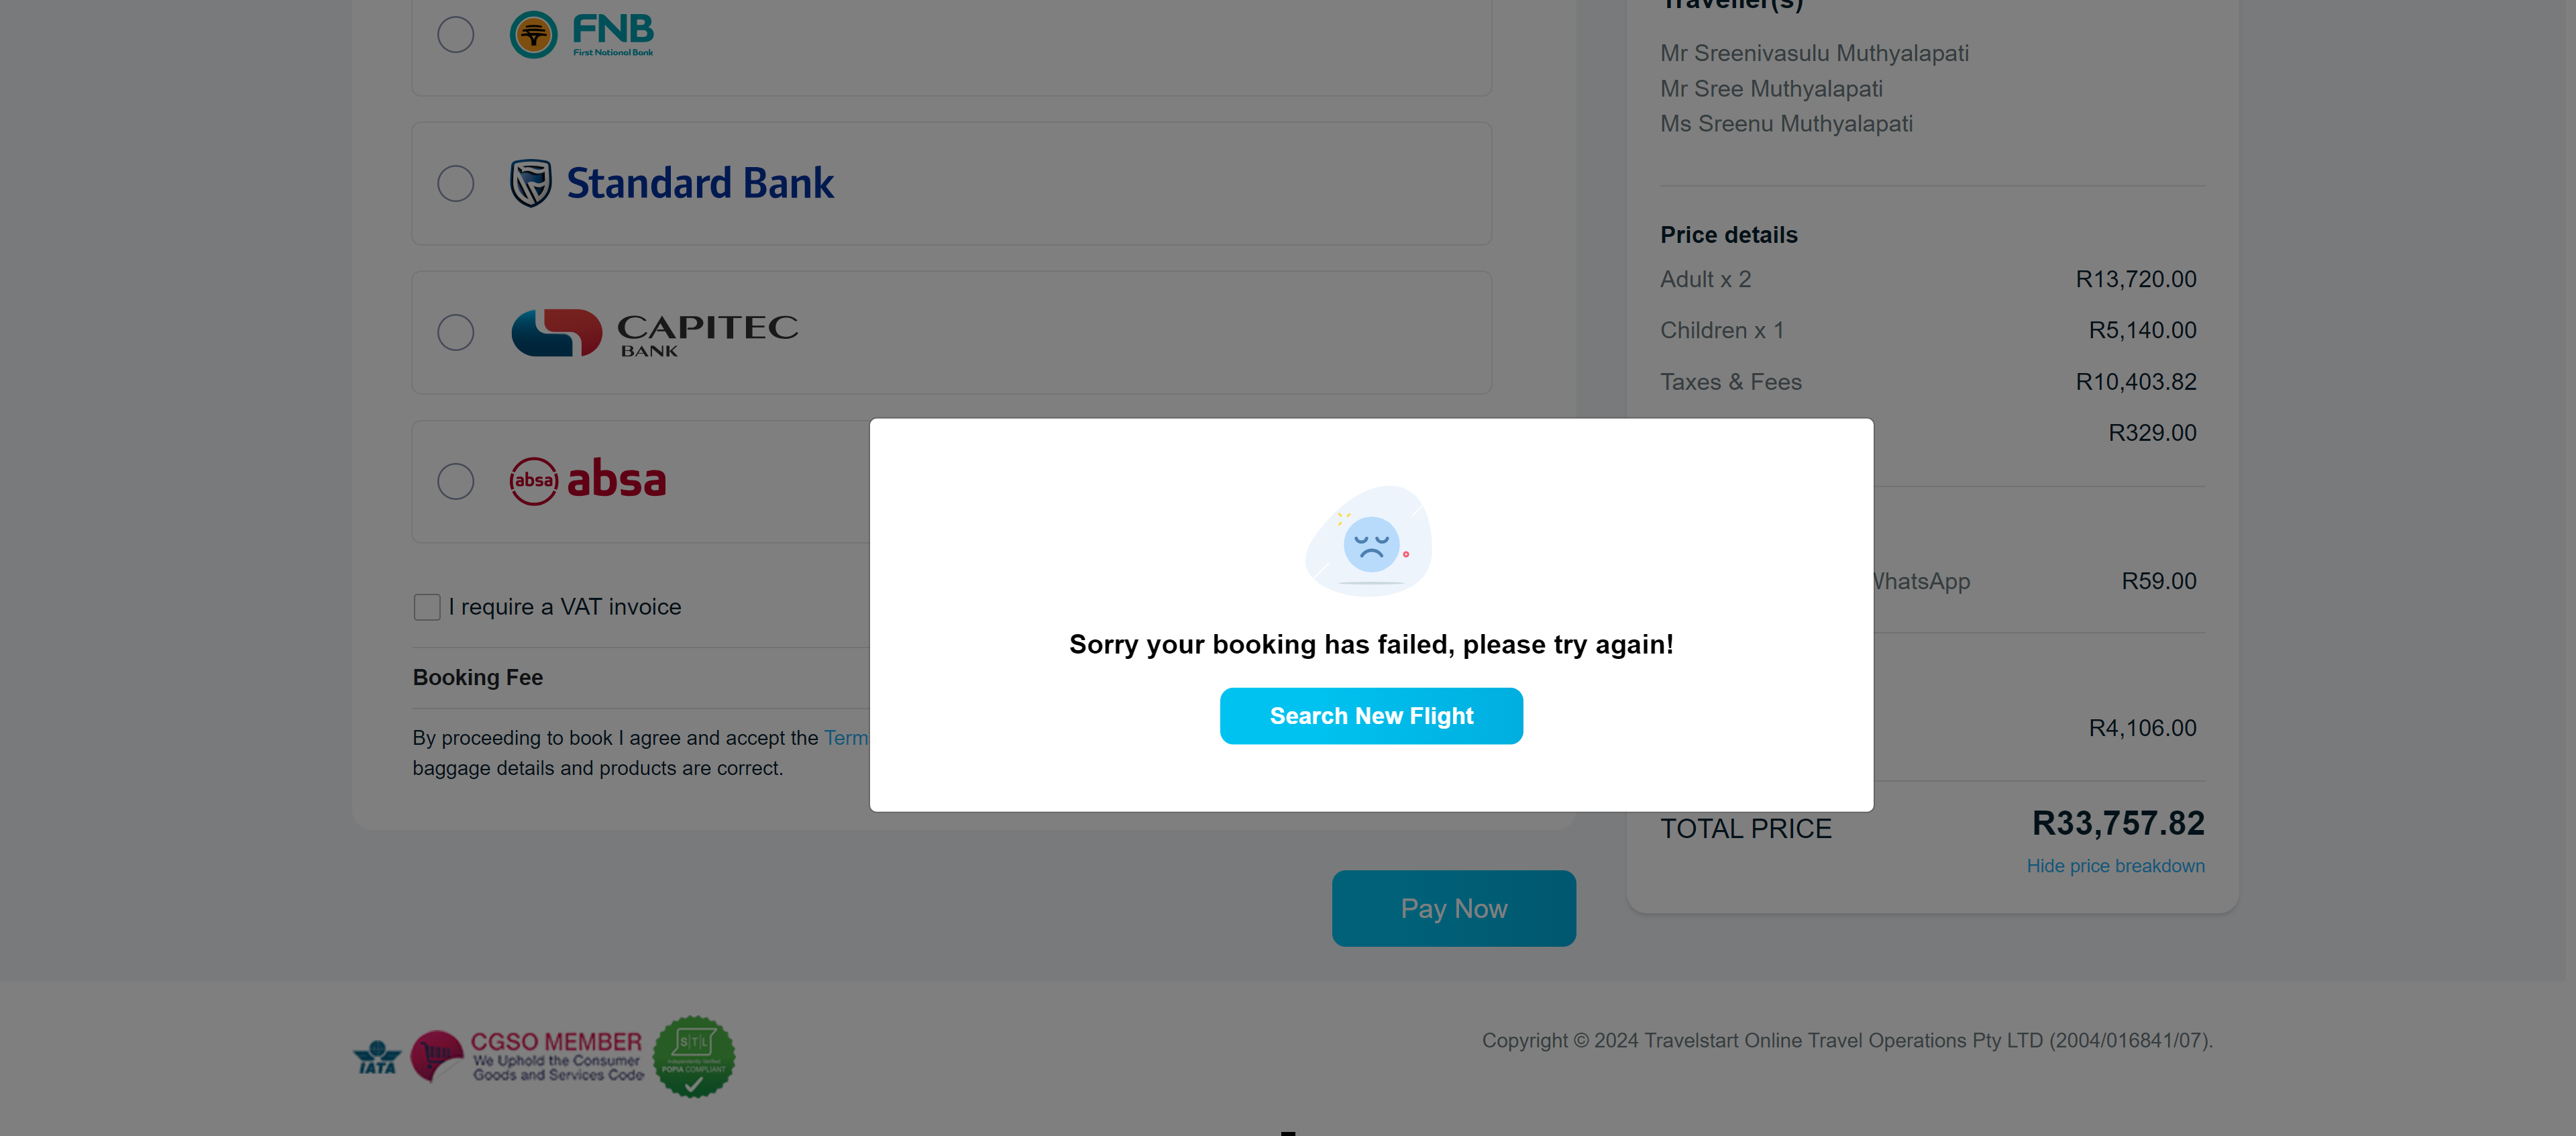 FNB
First National Bank
Standard Bank
CAPITEC
BANK
absa absa
I require a VAT invoice
Booking Fee
By proceeding to book I agree and accept the Term
baggage details and products are correct.
Pay Now
Traveller(s)
Mr Sreenivasulu Muthyalapati
Mr Sree Muthyalapati
Ms Sreenu Muthyalapati
Price details
Adult x 2 R13,720.00
Children x 1 R5,140.00
Taxes & Fees R10,403.82
R329.00
WhatsApp R59.00
R4,106.00
TOTAL PRICE R33,757.82
Hide price breakdown
Sorry your booking has failed, please try again!
Search New Flight
IATA
CGSO MEMBER
We Uphold the Consumer
Goods and Services Code
STL
Independently Verified
POPIA COMPLIANT
Copyright © 2024 Travelstart Online Travel Operations Pty LTD (2004/016841/07).